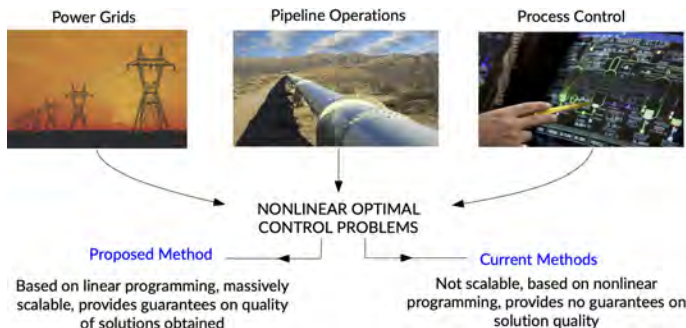 Power Grids
Pipeline Operations
Process Control
NONLINEAR OPTIMAL
CONTROL PROBLEMS
Proposed Method
Based on linear programming, massively
scalable, provides guarantees on quality
of solutions obtained
Current Methods
Not scalable, based on nonlinear
programming, provides no guarantees on
solution quality